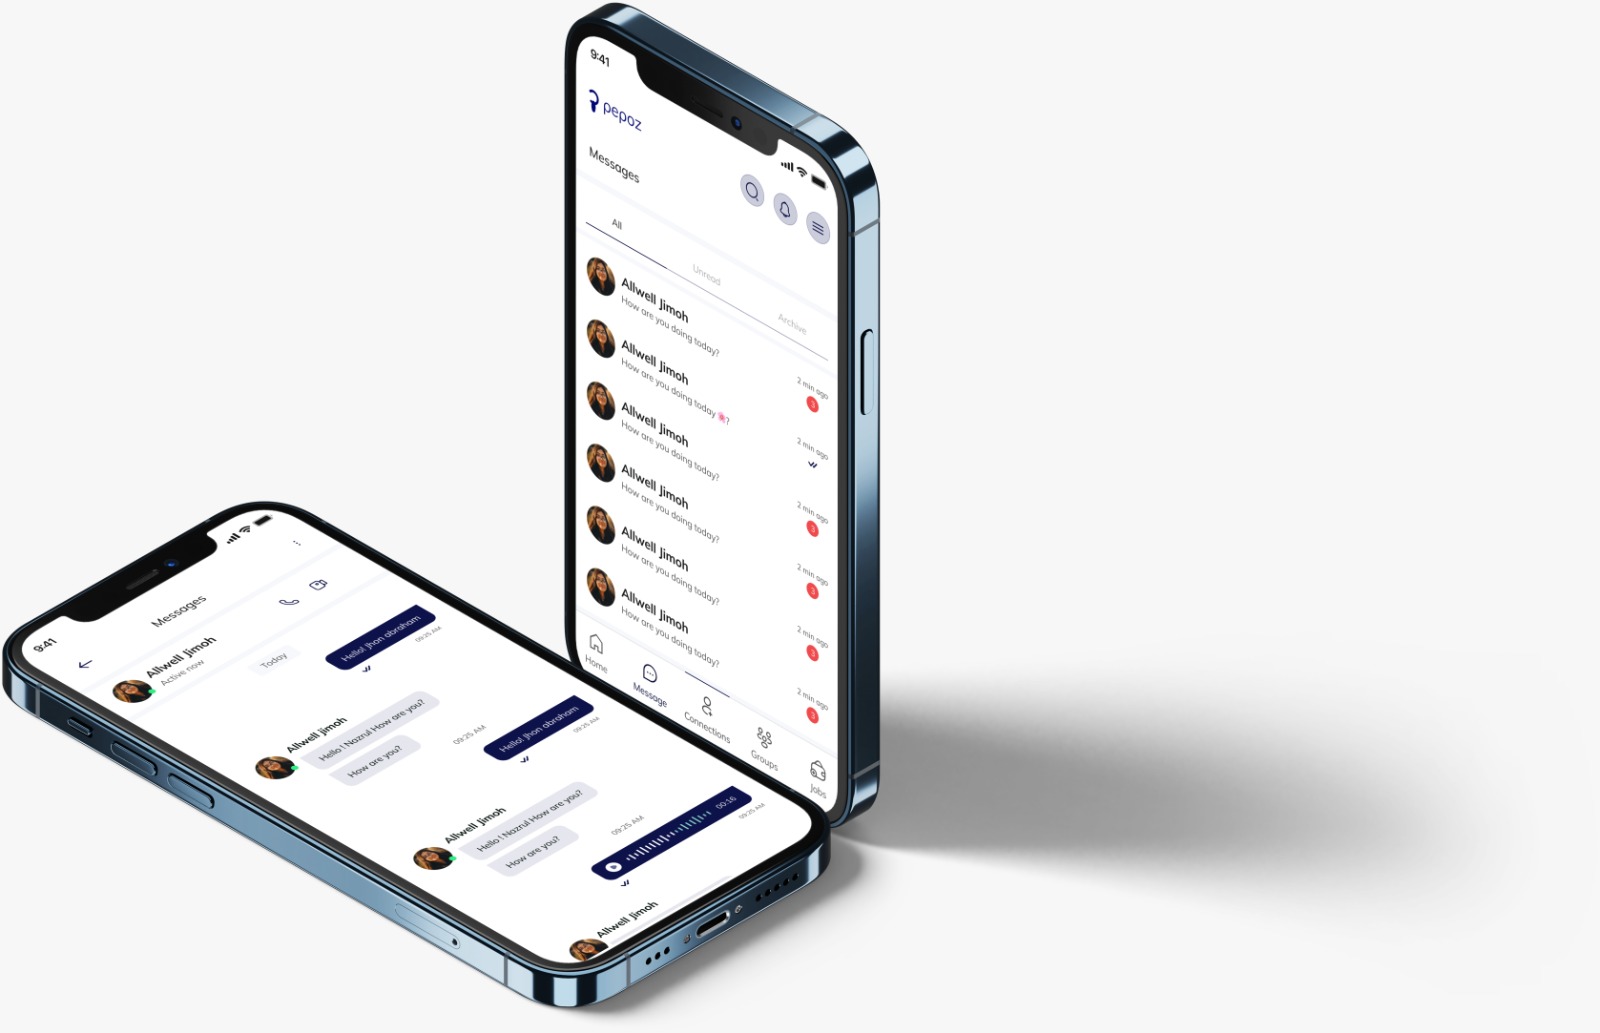 9:41
pepoz
Messages
All
Unread
Archive
Allwell Jimoh
How are you doing today?
2 min ago
3
Allwell Jimoh
How are you doing today🌸?
2 min ago
Allwell Jimoh
How are you doing today?
2 min ago
3
Allwell Jimoh
How are you doing today?
2 min ago
3
Allwell Jimoh
How are you doing today?
2 min ago
3
Allwell Jimoh
How are you doing today?
2 min ago
3
Home
Message
Connections
Groups
Jobs
9:41
Messages
Allwell Jimoh
Active now
Today
Hello! Jhon abraham
09:25 AM
Allwell Jimoh
Hello ! Nazrul How are you?
How are you?
09:25 AM
Hello! Jhon abraham
09:25 AM
Allwell Jimoh
Hello ! Nazrul How are you?
How are you?
09:25 AM
00:16
09:25 AM
Allwell Jimoh